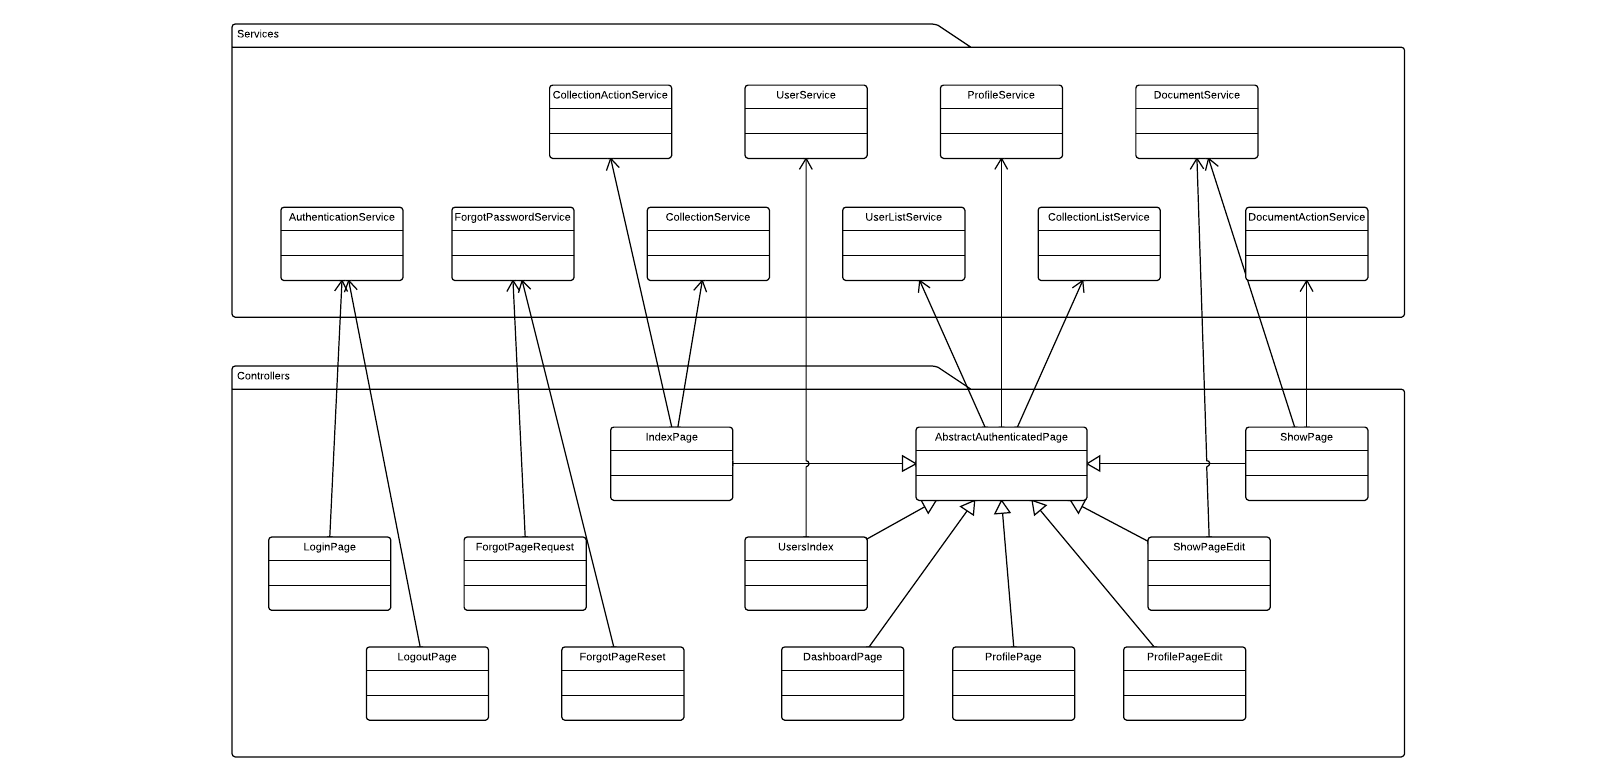 Services
CollectionActionService
UserService
ProfileService
DocumentService
AuthenticationService
ForgotPasswordService
CollectionService
UserListService
CollectionListService
DocumentActionService
Controllers
IndexPage
AbstractAuthenticatedPage
ShowPage
LoginPage
ForgotPageRequest
UsersIndex
ShowPageEdit
LogoutPage
ForgotPageReset
DashboardPage
ProfilePage
ProfilePageEdit